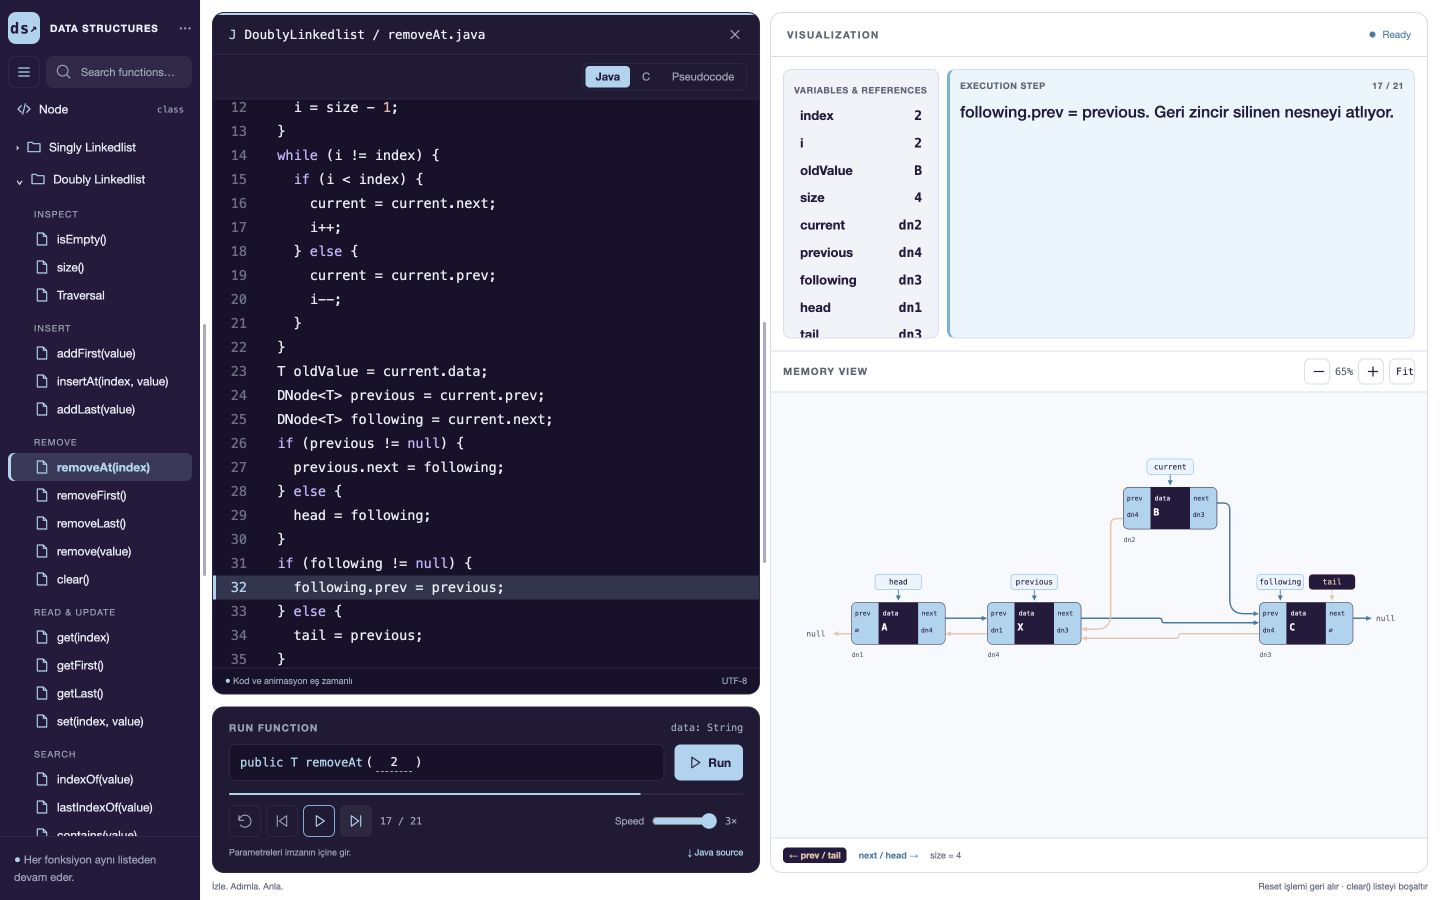 ds↗ DATA STRUCTURES ...
Search functions...
Node class
Singly Linkedlist
Doubly Linkedlist
INSPECT
isEmpty()
size()
Traversal
INSERT
addFirst(value)
insertAt(index, value)
addLast(value)
REMOVE
removeAt(index)
removeFirst()
removeLast()
remove(value)
clear()
READ & UPDATE
get(index)
getFirst()
getLast()
set(index, value)
SEARCH
indexOf(value)
lastIndexOf(value)
contains(value)
Her fonksiyon aynı listeden
devam eder.
J DoublyLinkedlist / removeAt.java
Java C Pseudocode
12 i = size - 1;
13 }
14 while (i != index) {
15 if (i < index) {
16 current = current.next;
17 i++;
18 } else {
19 current = current.prev;
20 i--;
21 }
22 }
23 T oldValue = current.data;
24 DNode<T> previous = current.prev;
25 DNode<T> following = current.next;
26 if (previous != null) {
27 previous.next = following;
28 } else {
29 head = following;
30 }
31 if (following != null) {
32 following.prev = previous;
33 } else {
34 tail = previous;
35 }
Kod ve animasyon eş zamanlı UTF-8
RUN FUNCTION data: String
public T removeAt( 2 ) Run
17 / 21 Speed 3×
Parametreleri imzanın içine gir. ↓ Java source
İzle. Adımla. Anla.
VISUALIZATION Ready
VARIABLES & REFERENCES
index 2
i 2
oldValue B
size 4
current dn2
previous dn4
following dn3
head dn1
tail dn3
EXECUTION STEP 17 / 21
following.prev = previous. Geri zincir silinen nesneyi atlıyor.
MEMORY VIEW − 65% + Fit
current
prev data next
dn4 B dn3
dn2
head previous following tail
prev data next prev data next prev data next
null ∅ A dn4 dn1 X dn3 dn4 C ∅ null
dn1 dn4 dn3
← prev / tail next / head → size = 4
Reset işlemi geri alır · clear() listeyi boşaltır